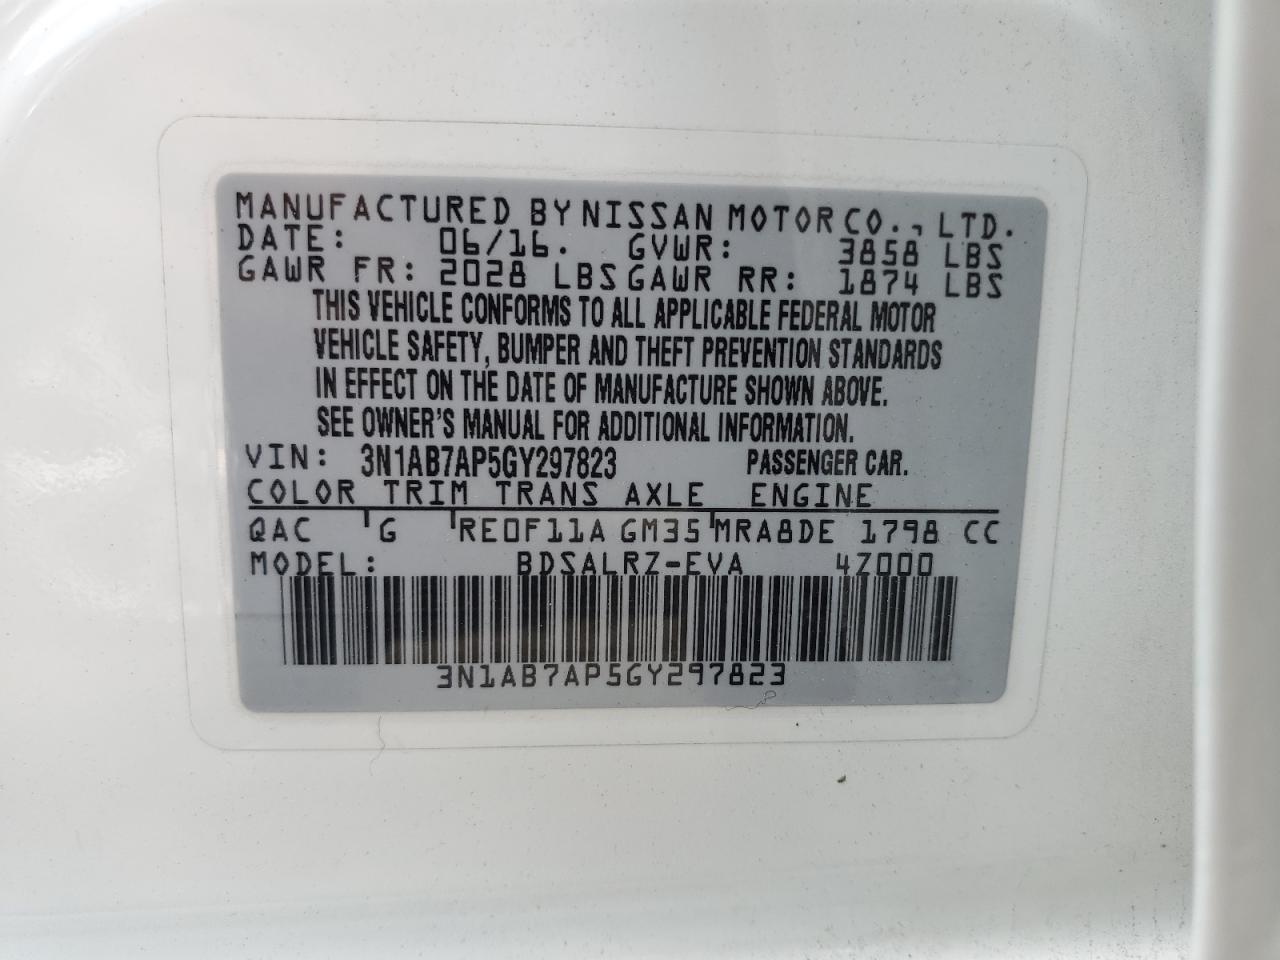 MANUFACTURED BY NISSAN MOTOR CO., LTD.
DATE: 06/16. GVWR: 3858 LBS
GAWR FR: 2028 LBS GAWR RR: 1874 LBS
THIS VEHICLE CONFORMS TO ALL APPLICABLE FEDERAL MOTOR
VEHICLE SAFETY, BUMPER AND THEFT PREVENTION STANDARDS
IN EFFECT ON THE DATE OF MANUFACTURE SHOWN ABOVE.
SEE OWNER'S MANUAL FOR ADDITIONAL INFORMATION.
VIN: 3N1AB7AP5GY297823 PASSENGER CAR.
COLOR TRIM TRANS AXLE ENGINE
QAC G RE0F11A GM35 MRA8DE 1798 CC
MODEL: BDSALRZ-EVA 4Z000
3N1AB7AP5GY297823